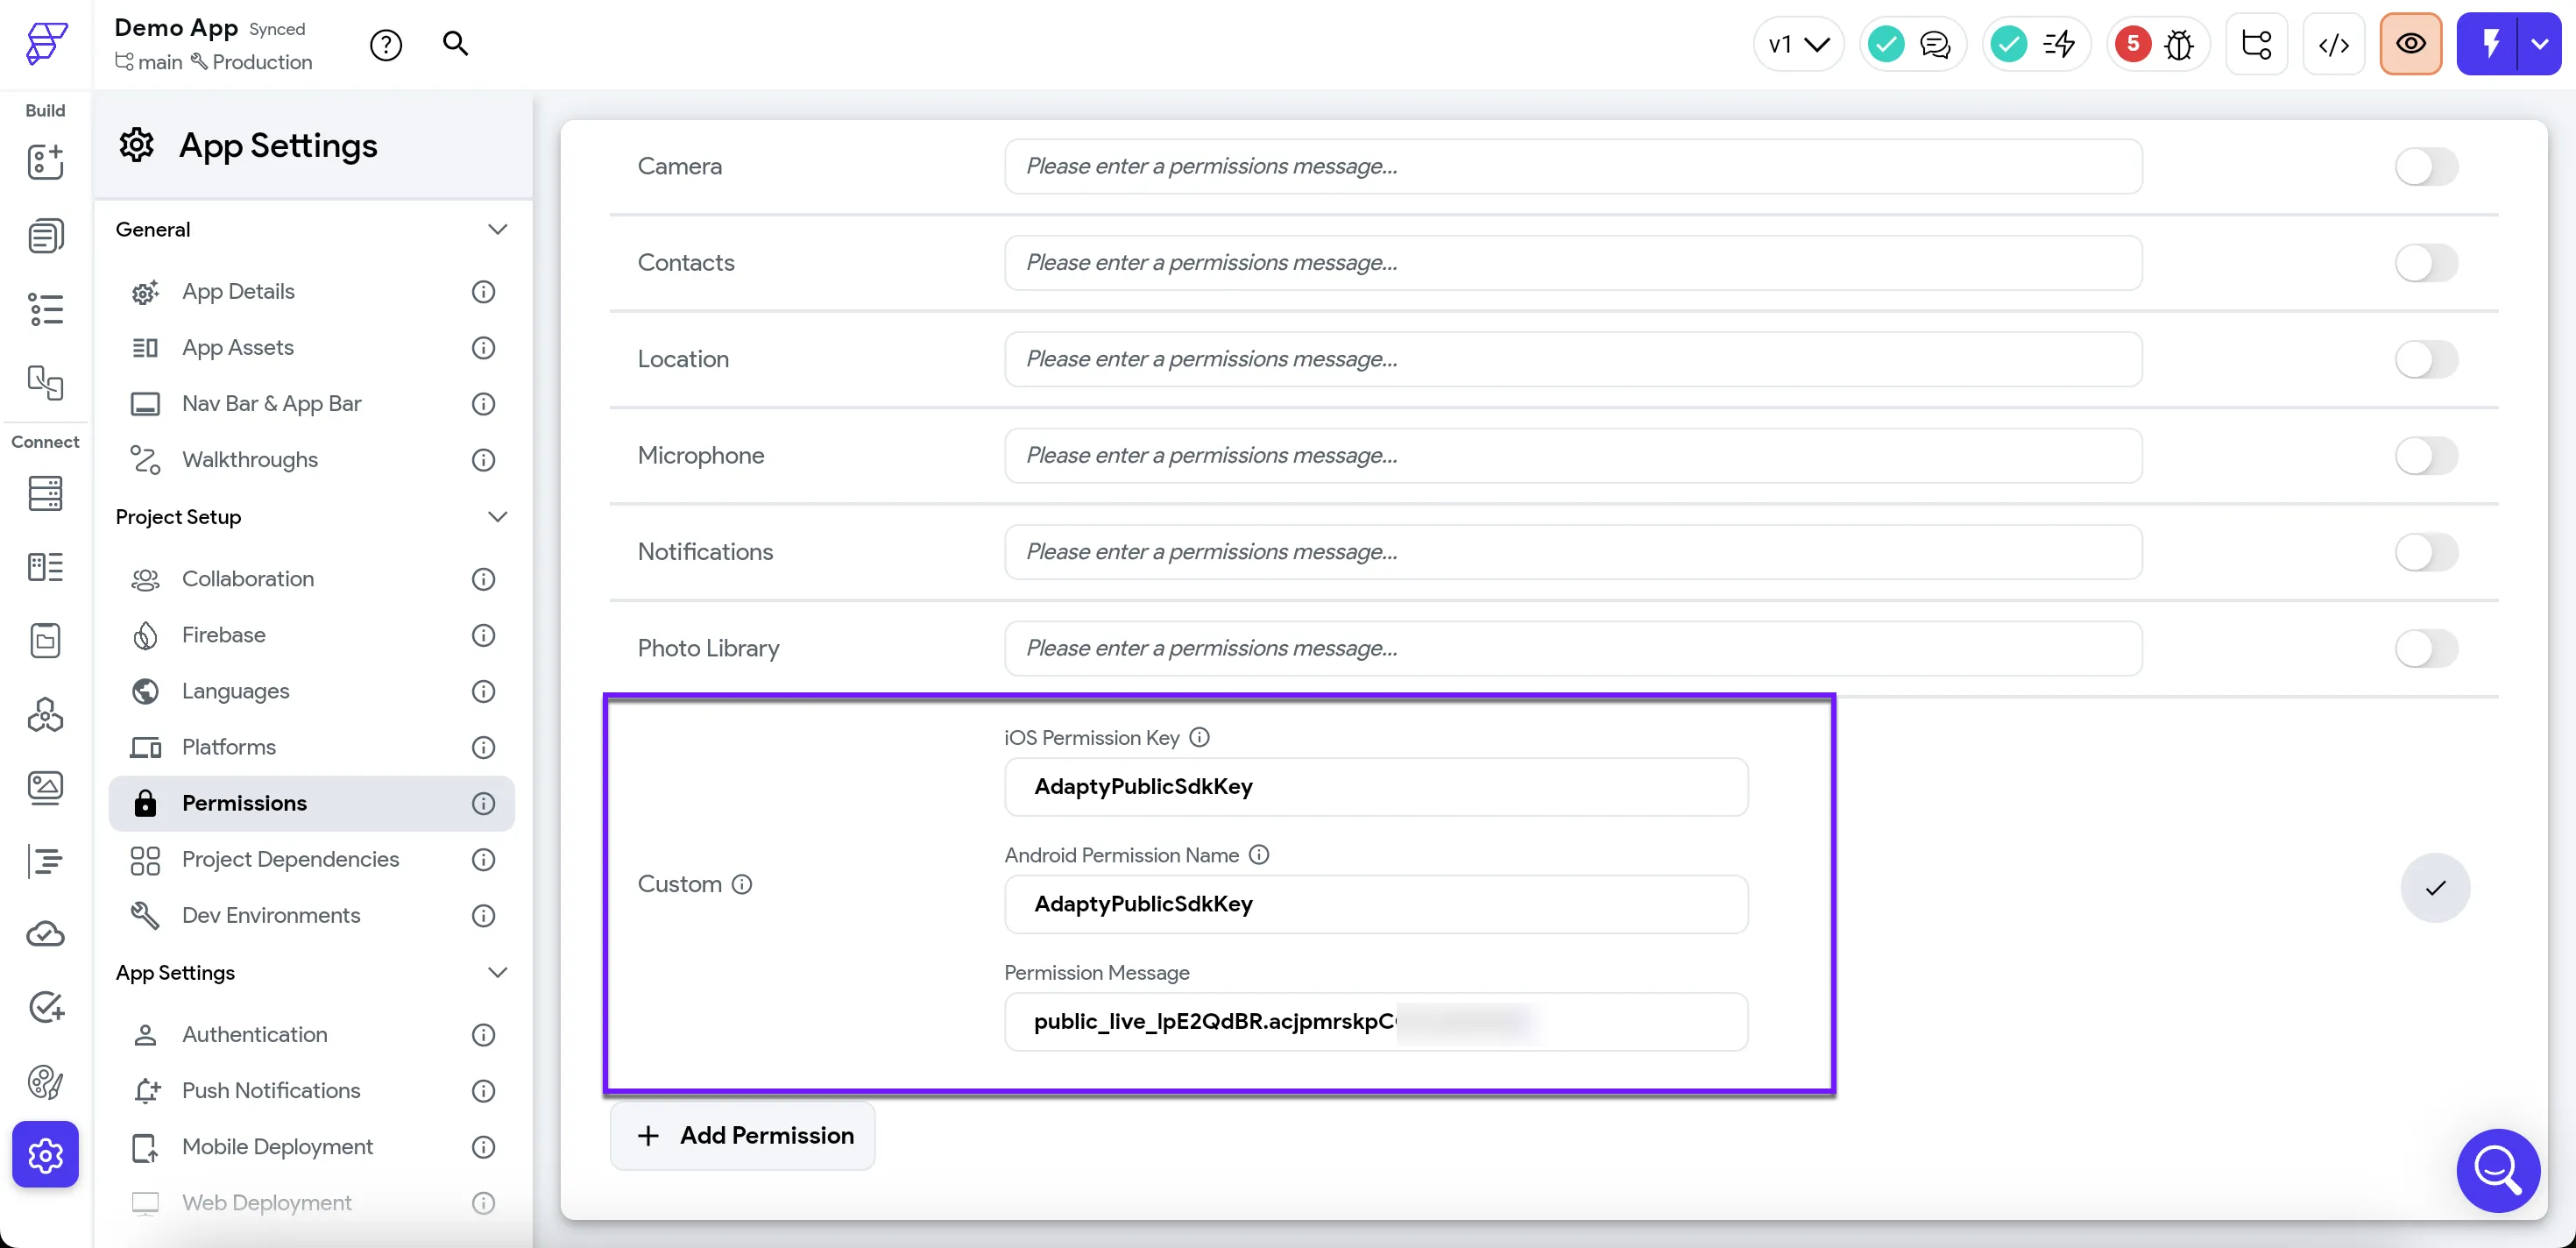 Demo App Synced
main Production
v1
5
Build
Connect
App Settings
General
App Details
App Assets
Nav Bar & App Bar
Walkthroughs
Project Setup
Collaboration
Firebase
Languages
Platforms
Permissions
Project Dependencies
Dev Environments
App Settings
Authentication
Push Notifications
Mobile Deployment
Web Deployment
Camera
Please enter a permissions message...
Contacts
Please enter a permissions message...
Location
Please enter a permissions message...
Microphone
Please enter a permissions message...
Notifications
Please enter a permissions message...
Photo Library
Please enter a permissions message...
Custom
iOS Permission Key
AdaptyPublicSdkKey
Android Permission Name
AdaptyPublicSdkKey
Permission Message
public_live_lpE2QdBR.acjpmrskpC
+ Add Permission